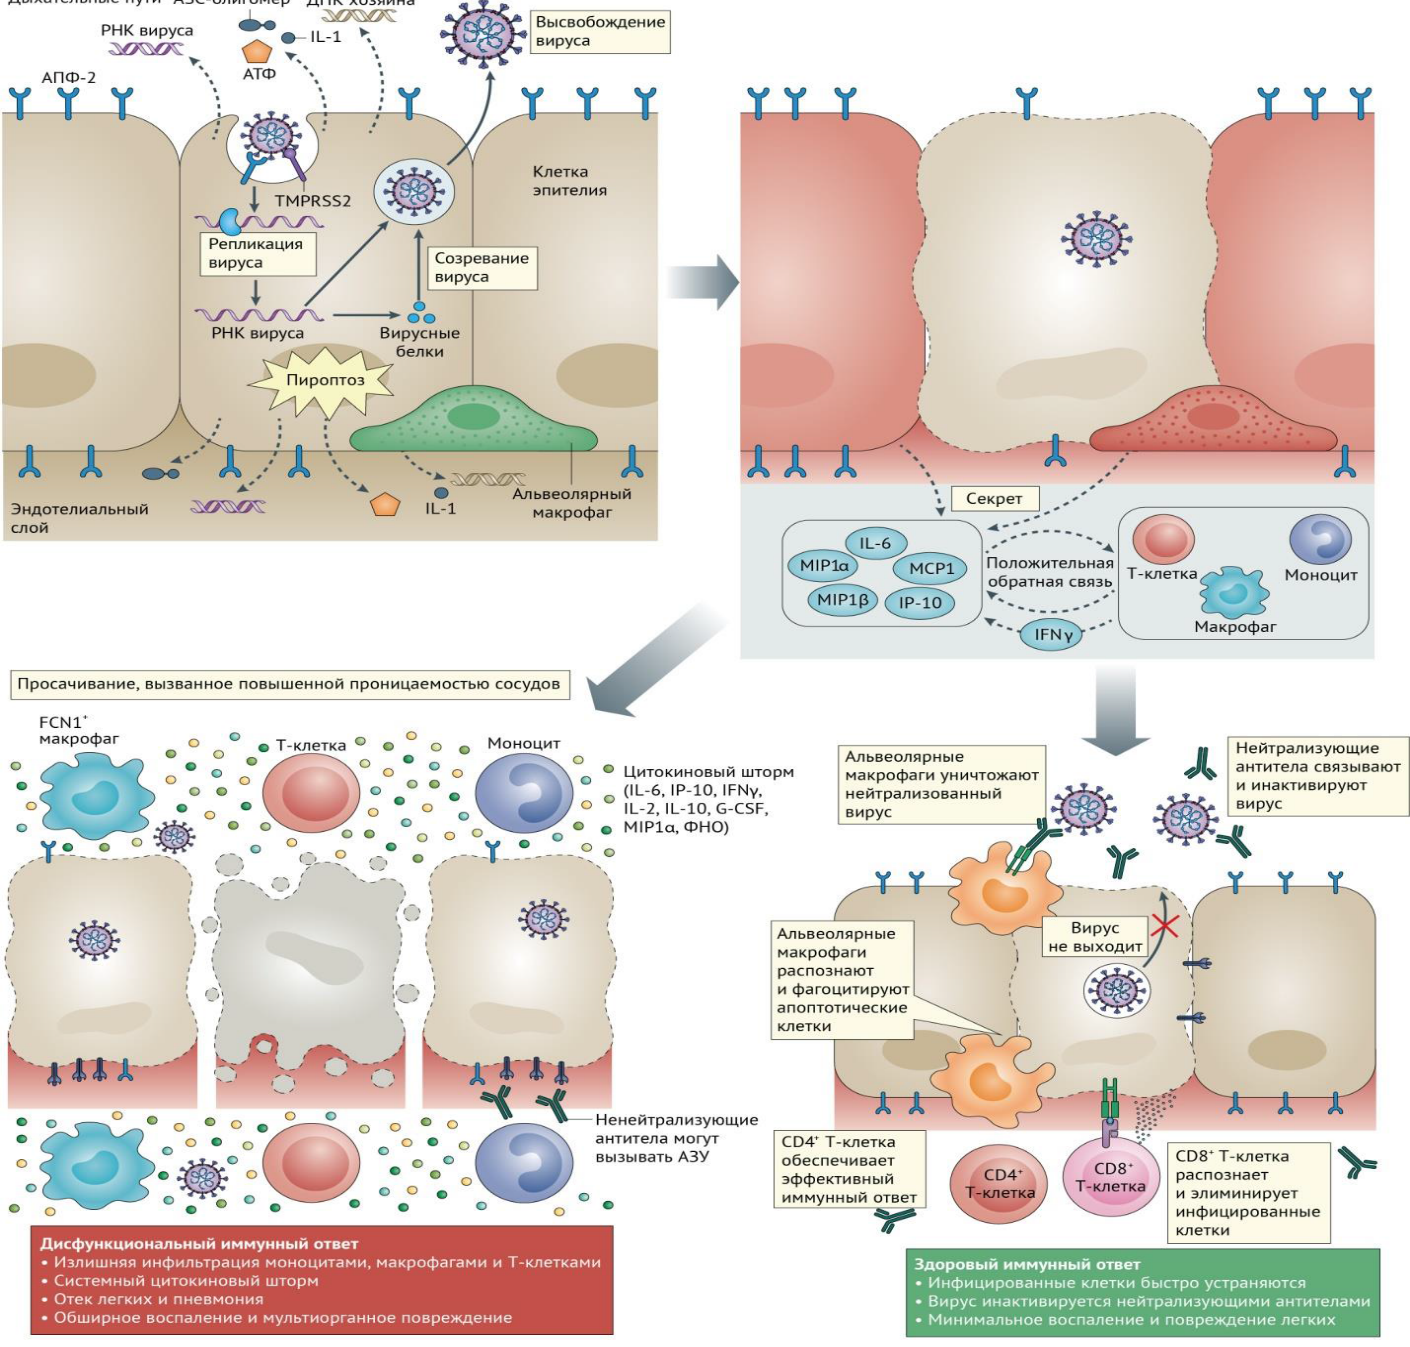 Дыхательные пути
АЗС-олигомер
ДНК хозяина
РНК вируса
IL-1
АТФ
АПФ-2
Высвобождение
вируса
TMPRSS2
Клетка
эпителия
Репликация
вируса
Созревание
вируса
РНК вируса
Вирусные
белки
Пироптоз
Эндотелиальный
слой
IL-1
Альвеолярный
макрофаг
Секрет
IL-6
MIP1α
MCP1
MIP1β
IP-10
Положительная
обратная связь
IFNγ
Т-клетка
Моноцит
Макрофаг
Просачивание, вызванное повышенной проницаемостью сосудов
FCN1⁺
макрофаг
Т-клетка
Моноцит
Цитокиновый шторм
(IL-6, IP-10, IFNγ,
IL-2, IL-10, G-CSF,
MIP1α, ФНО)
Ненейтрализующие
антитела могут
вызывать АЗУ
Дисфункциональный иммунный ответ
• Излишняя инфильтрация моноцитами, макрофагами и Т-клетками
• Системный цитокиновый шторм
• Отек легких и пневмония
• Обширное воспаление и мультиорганное повреждение
Альвеолярные
макрофаги уничтожают
нейтрализованный
вирус
Нейтрализующие
антитела связывают
и инактивируют
вирус
Альвеолярные
макрофаги
распознают
и фагоцитируют
апоптотические
клетки
Вирус
не выходит
CD4⁺ Т-клетка
обеспечивает
эффективный
иммунный ответ
CD4⁺
Т-клетка
CD8⁺
Т-клетка
CD8⁺ Т-клетка
распознает
и элиминирует
инфицированные
клетки
Здоровый иммунный ответ
• Инфицированные клетки быстро устраняются
• Вирус инактивируется нейтрализующими антителами
• Минимальное воспаление и повреждение легких